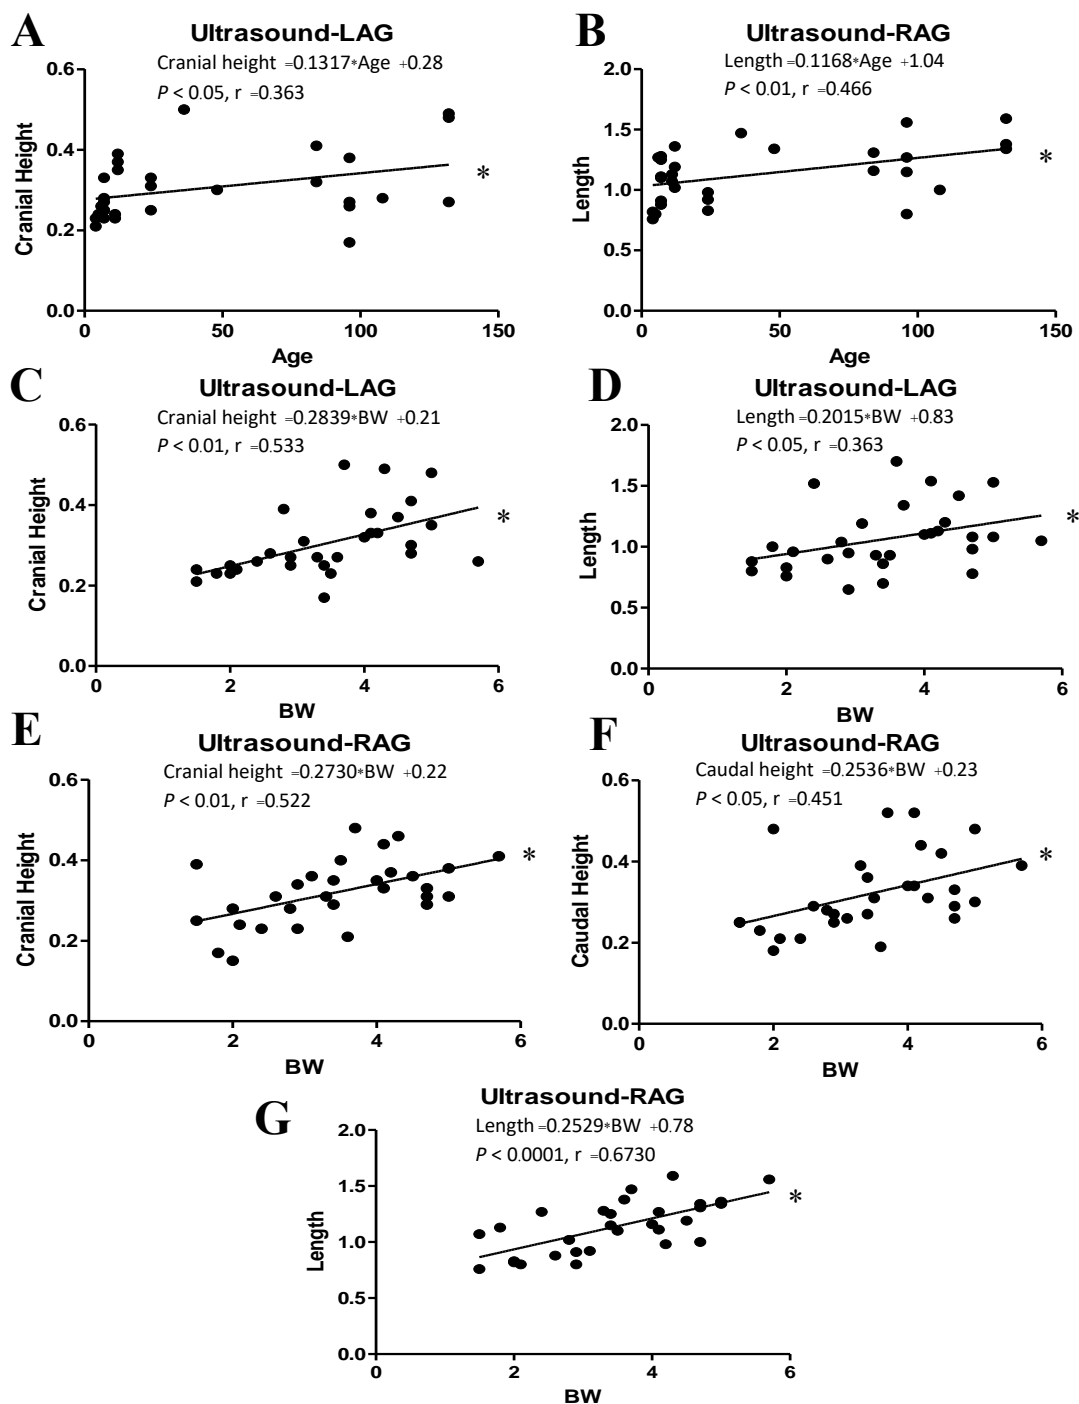 A
Ultrasound-LAG
Cranial height =0.1317*Age +0.28
P < 0.05, r =0.363
0.6
0.4
0.2
0.0
Cranial Height
0
50
100
150
Age
*
B
Ultrasound-RAG
Length =0.1168*Age +1.04
P < 0.01, r =0.466
2.0
1.5
1.0
0.5
0.0
Length
0
50
100
150
Age
*
C
Ultrasound-LAG
Cranial height =0.2839*BW +0.21
P < 0.01, r =0.533
0.6
0.4
0.2
0.0
Cranial Height
0
2
4
6
BW
*
D
Ultrasound-LAG
Length =0.2015*BW +0.83
P < 0.05, r =0.363
2.0
1.5
1.0
0.5
0.0
Length
0
2
4
6
BW
*
E
Ultrasound-RAG
Cranial height =0.2730*BW +0.22
P < 0.01, r =0.522
0.6
0.4
0.2
0.0
Cranial Height
0
2
4
6
BW
*
F
Ultrasound-RAG
Caudal height =0.2536*BW +0.23
P < 0.05, r =0.451
0.6
0.4
0.2
0.0
Caudal Height
0
2
4
6
BW
*
G
Ultrasound-RAG
Length =0.2529*BW +0.78
P < 0.0001, r =0.6730
2.0
1.5
1.0
0.5
0.0
Length
0
2
4
6
BW
*